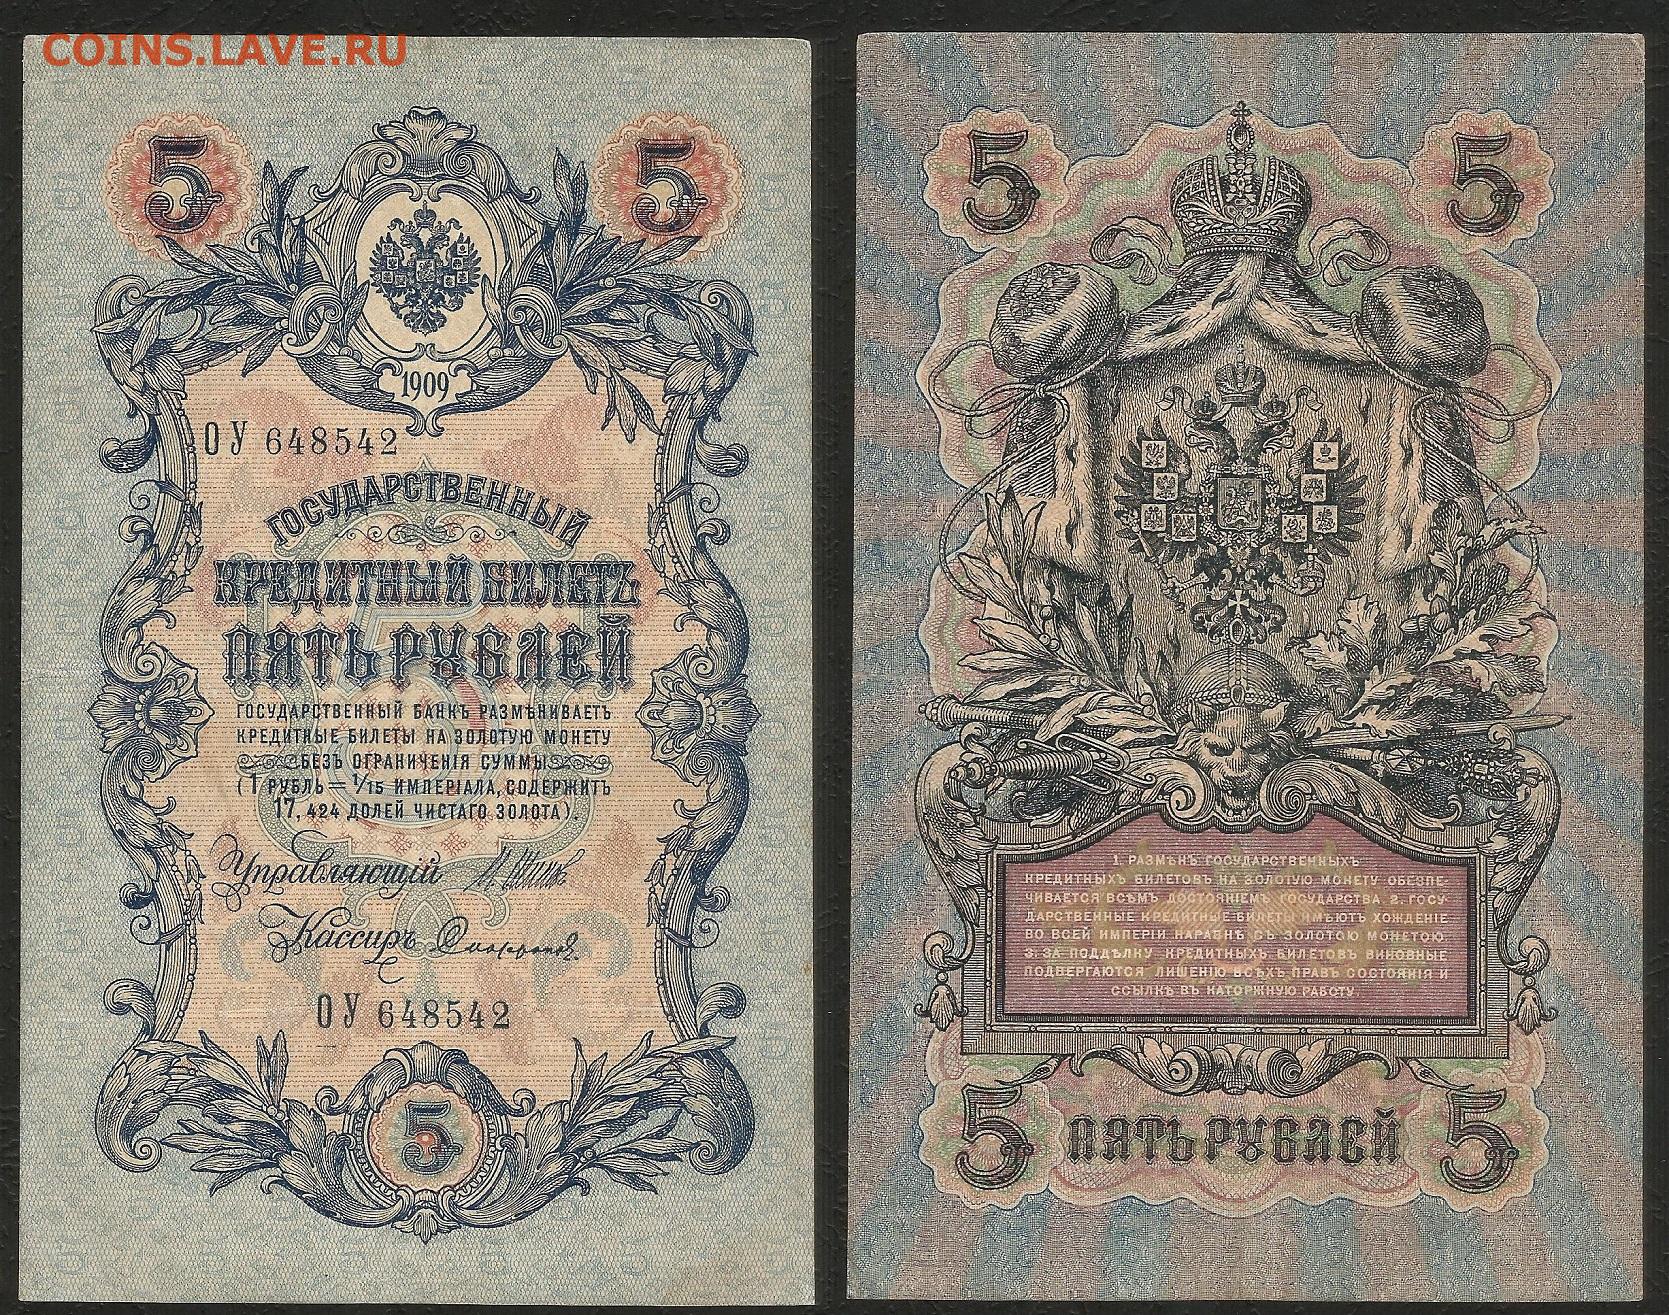 COINS.LAVE.RU
5 5
1909
ОУ 648542
ГОСУДАРСТВЕННЫЙ
КРЕДИТНЫЙ БИЛЕТЪ
ПЯТЬ РУБЛЕЙ
ГОСУДАРСТВЕННЫЙ БАНКЪ РАЗМѢНИВАЕТЪ
КРЕДИТНЫЕ БИЛЕТЫ НА ЗОЛОТУЮ МОНЕТУ
БЕЗЪ ОГРАНИЧЕНІЯ СУММЫ
(1 РУБЛЬ = 1/15 ИМПЕРІАЛА, СОДЕРЖИТЪ
17,424 ДОЛЕЙ ЧИСТАГО ЗОЛОТА).
Управляющій
Кассиръ
ОУ 648542
5
5 5
1. РАЗМѢНЪ ГОСУДАРСТВЕННЫХЪ
КРЕДИТНЫХЪ БИЛЕТОВЪ НА ЗОЛОТУЮ МОНЕТУ ОБЕЗПЕ-
ЧИВАЕТСЯ ВСѢМЪ ДОСТОЯНІЕМЪ ГОСУДАРСТВА 2. ГОСУ-
ДАРСТВЕННЫЕ КРЕДИТНЫЕ БИЛЕТЫ ИМѢЮТЪ ХОЖДЕНІЕ
ВО ВСЕЙ ИМПЕРІИ НАРАВНѢ СЪ ЗОЛОТОЮ МОНЕТОЮ
3. ЗА ПОДДѢЛКУ КРЕДИТНЫХЪ БИЛЕТОВЪ ВИНОВНЫЕ
ПОДВЕРГАЮТСЯ ЛИШЕНІЮ ВСѢХЪ ПРАВЪ СОСТОЯНІЯ И
ССЫЛКѢ ВЪ КАТОРЖНУЮ РАБОТУ.
5 ПЯТЬ РУБЛЕЙ 5